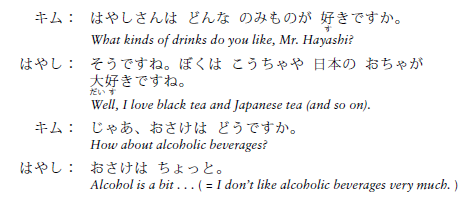 キム： はやしさんは どんな のみものが 好きですか。
す
What kinds of drinks do you like, Mr. Hayashi?
はやし： そうですね。ぼくは こうちゃや 日本の おちゃが
大好きですね。
だい す
Well, I love black tea and Japanese tea (and so on).
キム： じゃあ、おさけは どうですか。
How about alcoholic beverages?
はやし： おさけは ちょっと。
Alcohol is a bit . . . ( = I don't like alcoholic beverages very much. )